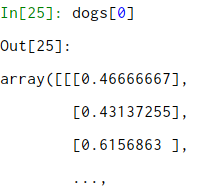 In[25]: dogs[0]
Out[25]:
array([[[0.46666667],
[0.43137255],
[0.6156863 ],
...,